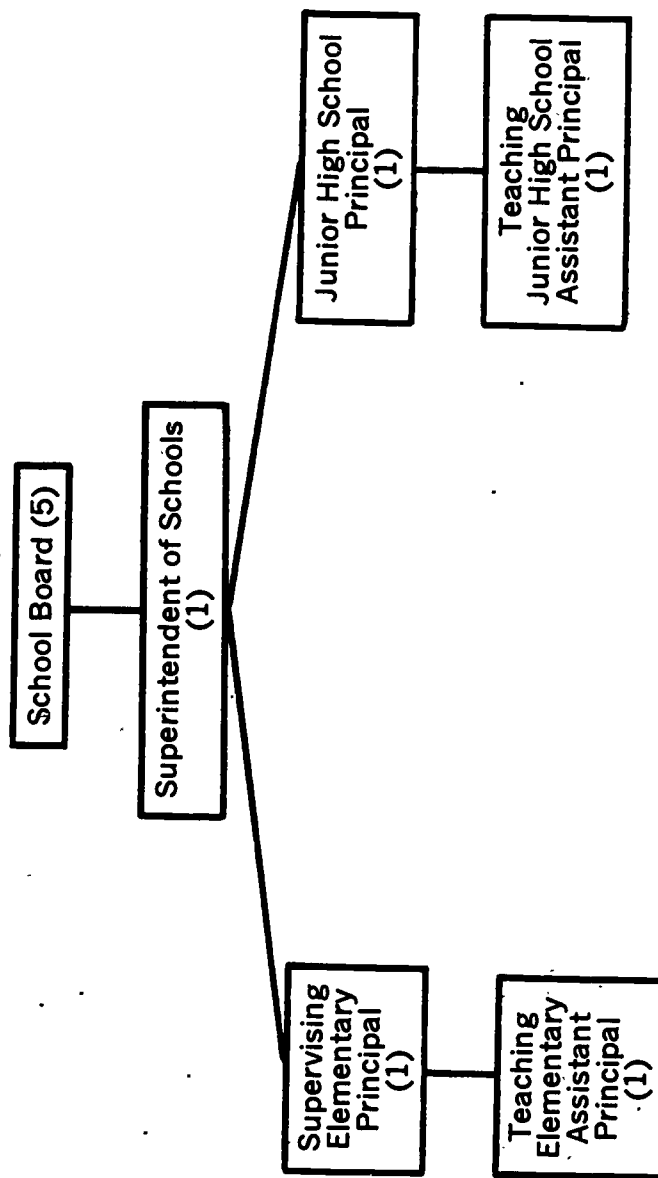 School Board (5)
Superintendent of Schools
(1)
Supervising
Elementary
Principal
(1)
Teaching
Elementary
Assistant
Principal
(1)
Junior High School
Principal
(1)
Teaching
Junior High School
Assistant Principal
(1)